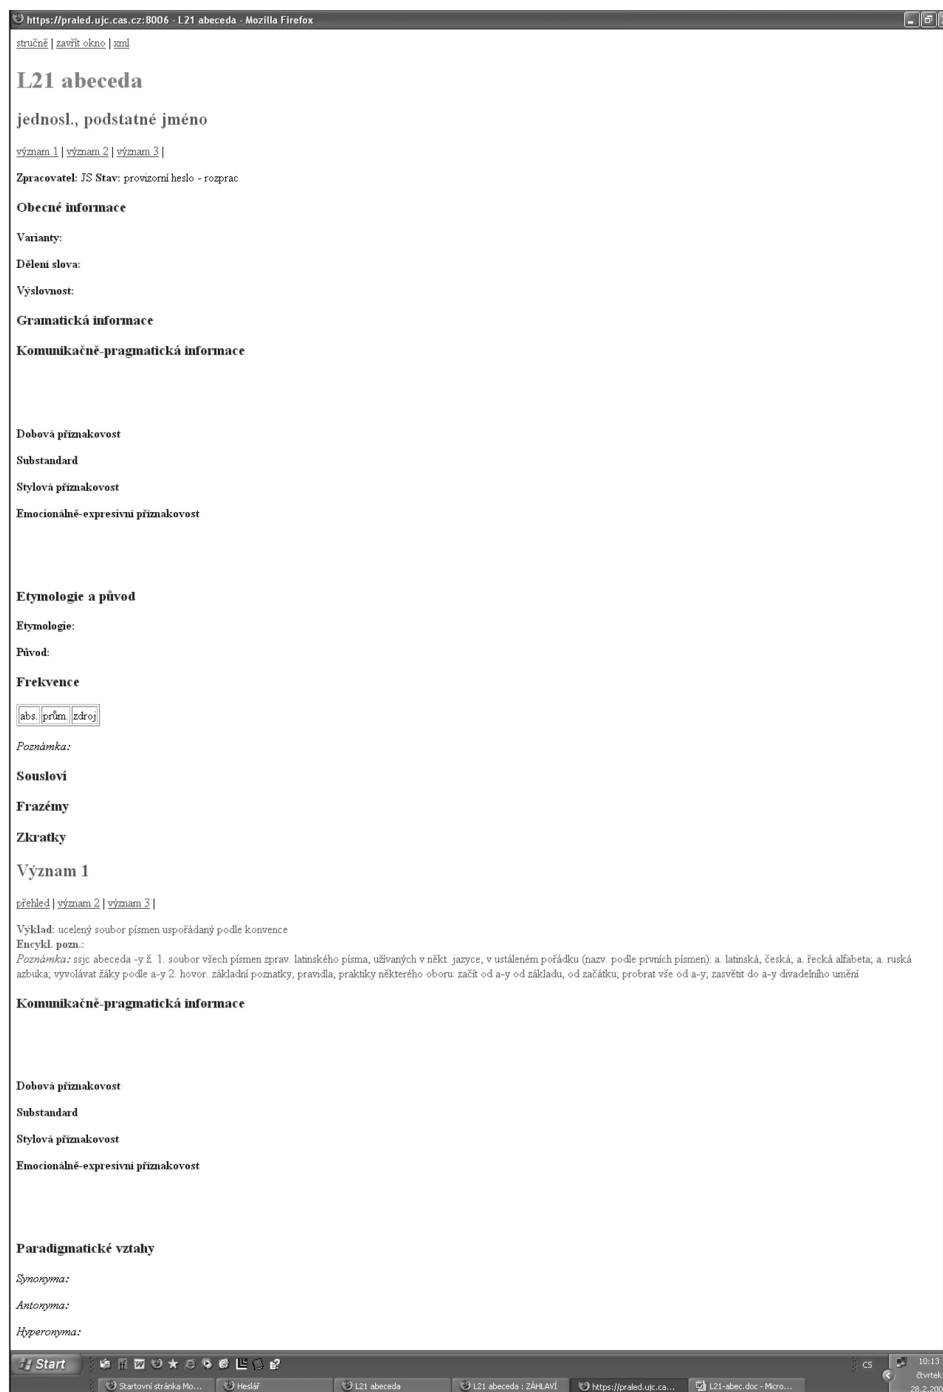 https://praled.ujc.cas.cz:8006 - L21 abeceda - Mozilla Firefox
stručně | zavřít okno | xml
L21 abeceda
jednosl., podstatné jméno
význam 1 | význam 2 | význam 3 |
Zpracovatel: JS Stav: provizorní heslo - rozprac
Obecné informace
Varianty:
Dělení slova:
Výslovnost:
Gramatická informace
Komunikačně-pragmatická informace
Dobová příznakovost
Substandard
Stylová příznakovost
Emocionálně-expresivní příznakovost
Etymologie a původ
Etymologie:
Původ:
Frekvence
abs. prům. zdroj
Poznámka:
Sousloví
Frazémy
Zkratky
Význam 1
přehled | význam 2 | význam 3 |
Výklad: ucelený soubor písmen uspořádaný podle konvence
Encykl. pozn.:
Poznámka: ssjc abeceda -y ž. 1. soubor všech písmen zprav. latinského písma, užívaných v někt. jazyce, v ustáleném pořádku (nazv. podle prvních písmen): a. latinská, česká; a. řecká alfabeta; a. ruská
azbuka; vyvolávat žáky podle a-y 2. hovor. základní poznatky, pravidla, praktiky některého oboru: začít od a-y od základu, od začátku; probrat vše od a-y; zasvětit do a-y divadelního umění
Komunikačně-pragmatická informace
Dobová příznakovost
Substandard
Stylová příznakovost
Emocionálně-expresivní příznakovost
Paradigmatické vztahy
Synonyma:
Antonyma:
Hyperonyma:
Start CS 10:13
čtvrtek
Startovní stránka Mo... Heslář L21 abeceda L21 abeceda : ZÁHLAVÍ https://praled.ujc.ca... L21-abec.doc - Micro...